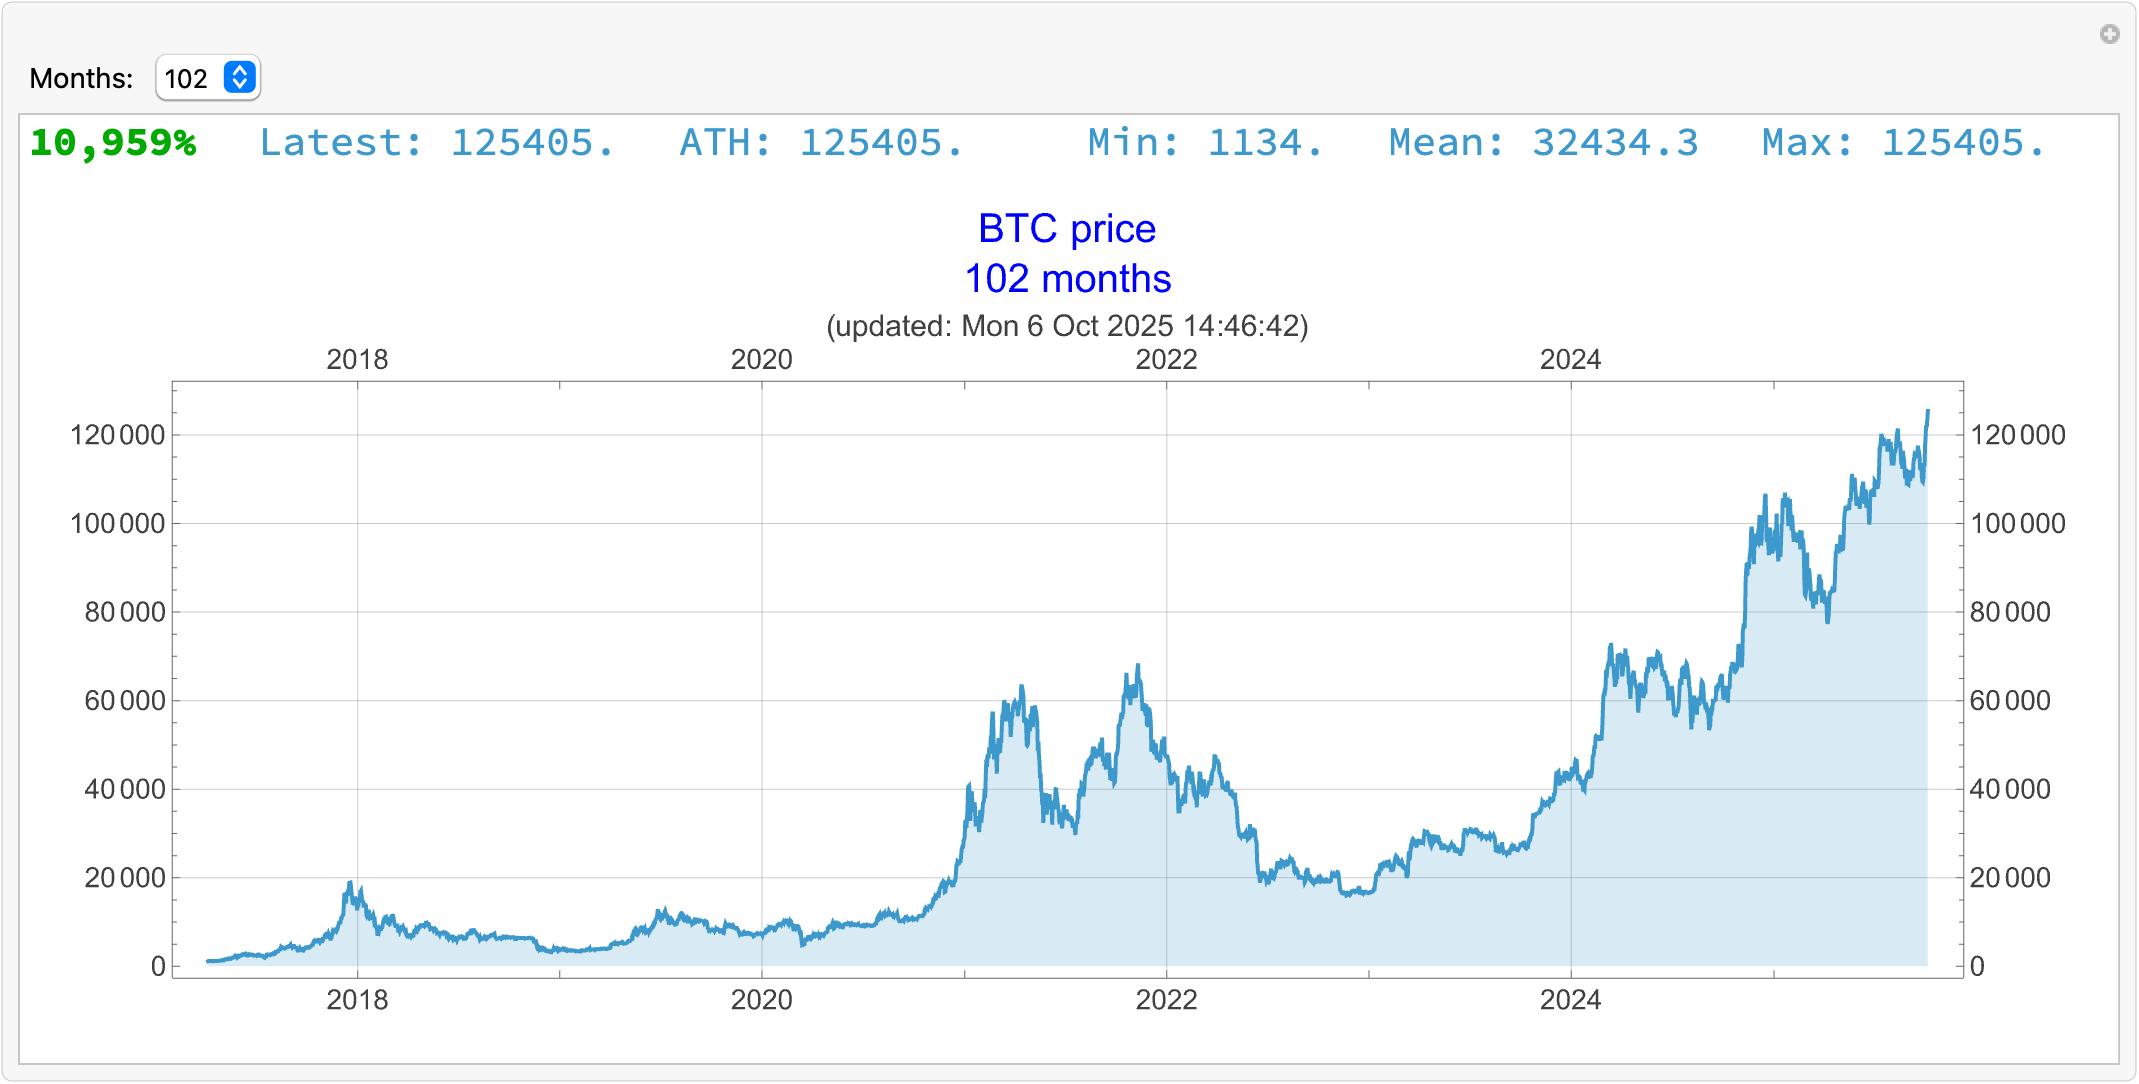 Months: 102
10,959% Latest: 125405. ATH: 125405. Min: 1134. Mean: 32434.3 Max: 125405.
BTC price
102 months
(updated: Mon 6 Oct 2025 14:46:42)
2018 2020 2022 2024
120 000 120 000
100 000 100 000
80 000 80 000
60 000 60 000
40 000 40 000
20 000 20 000
0 0
2018 2020 2022 2024